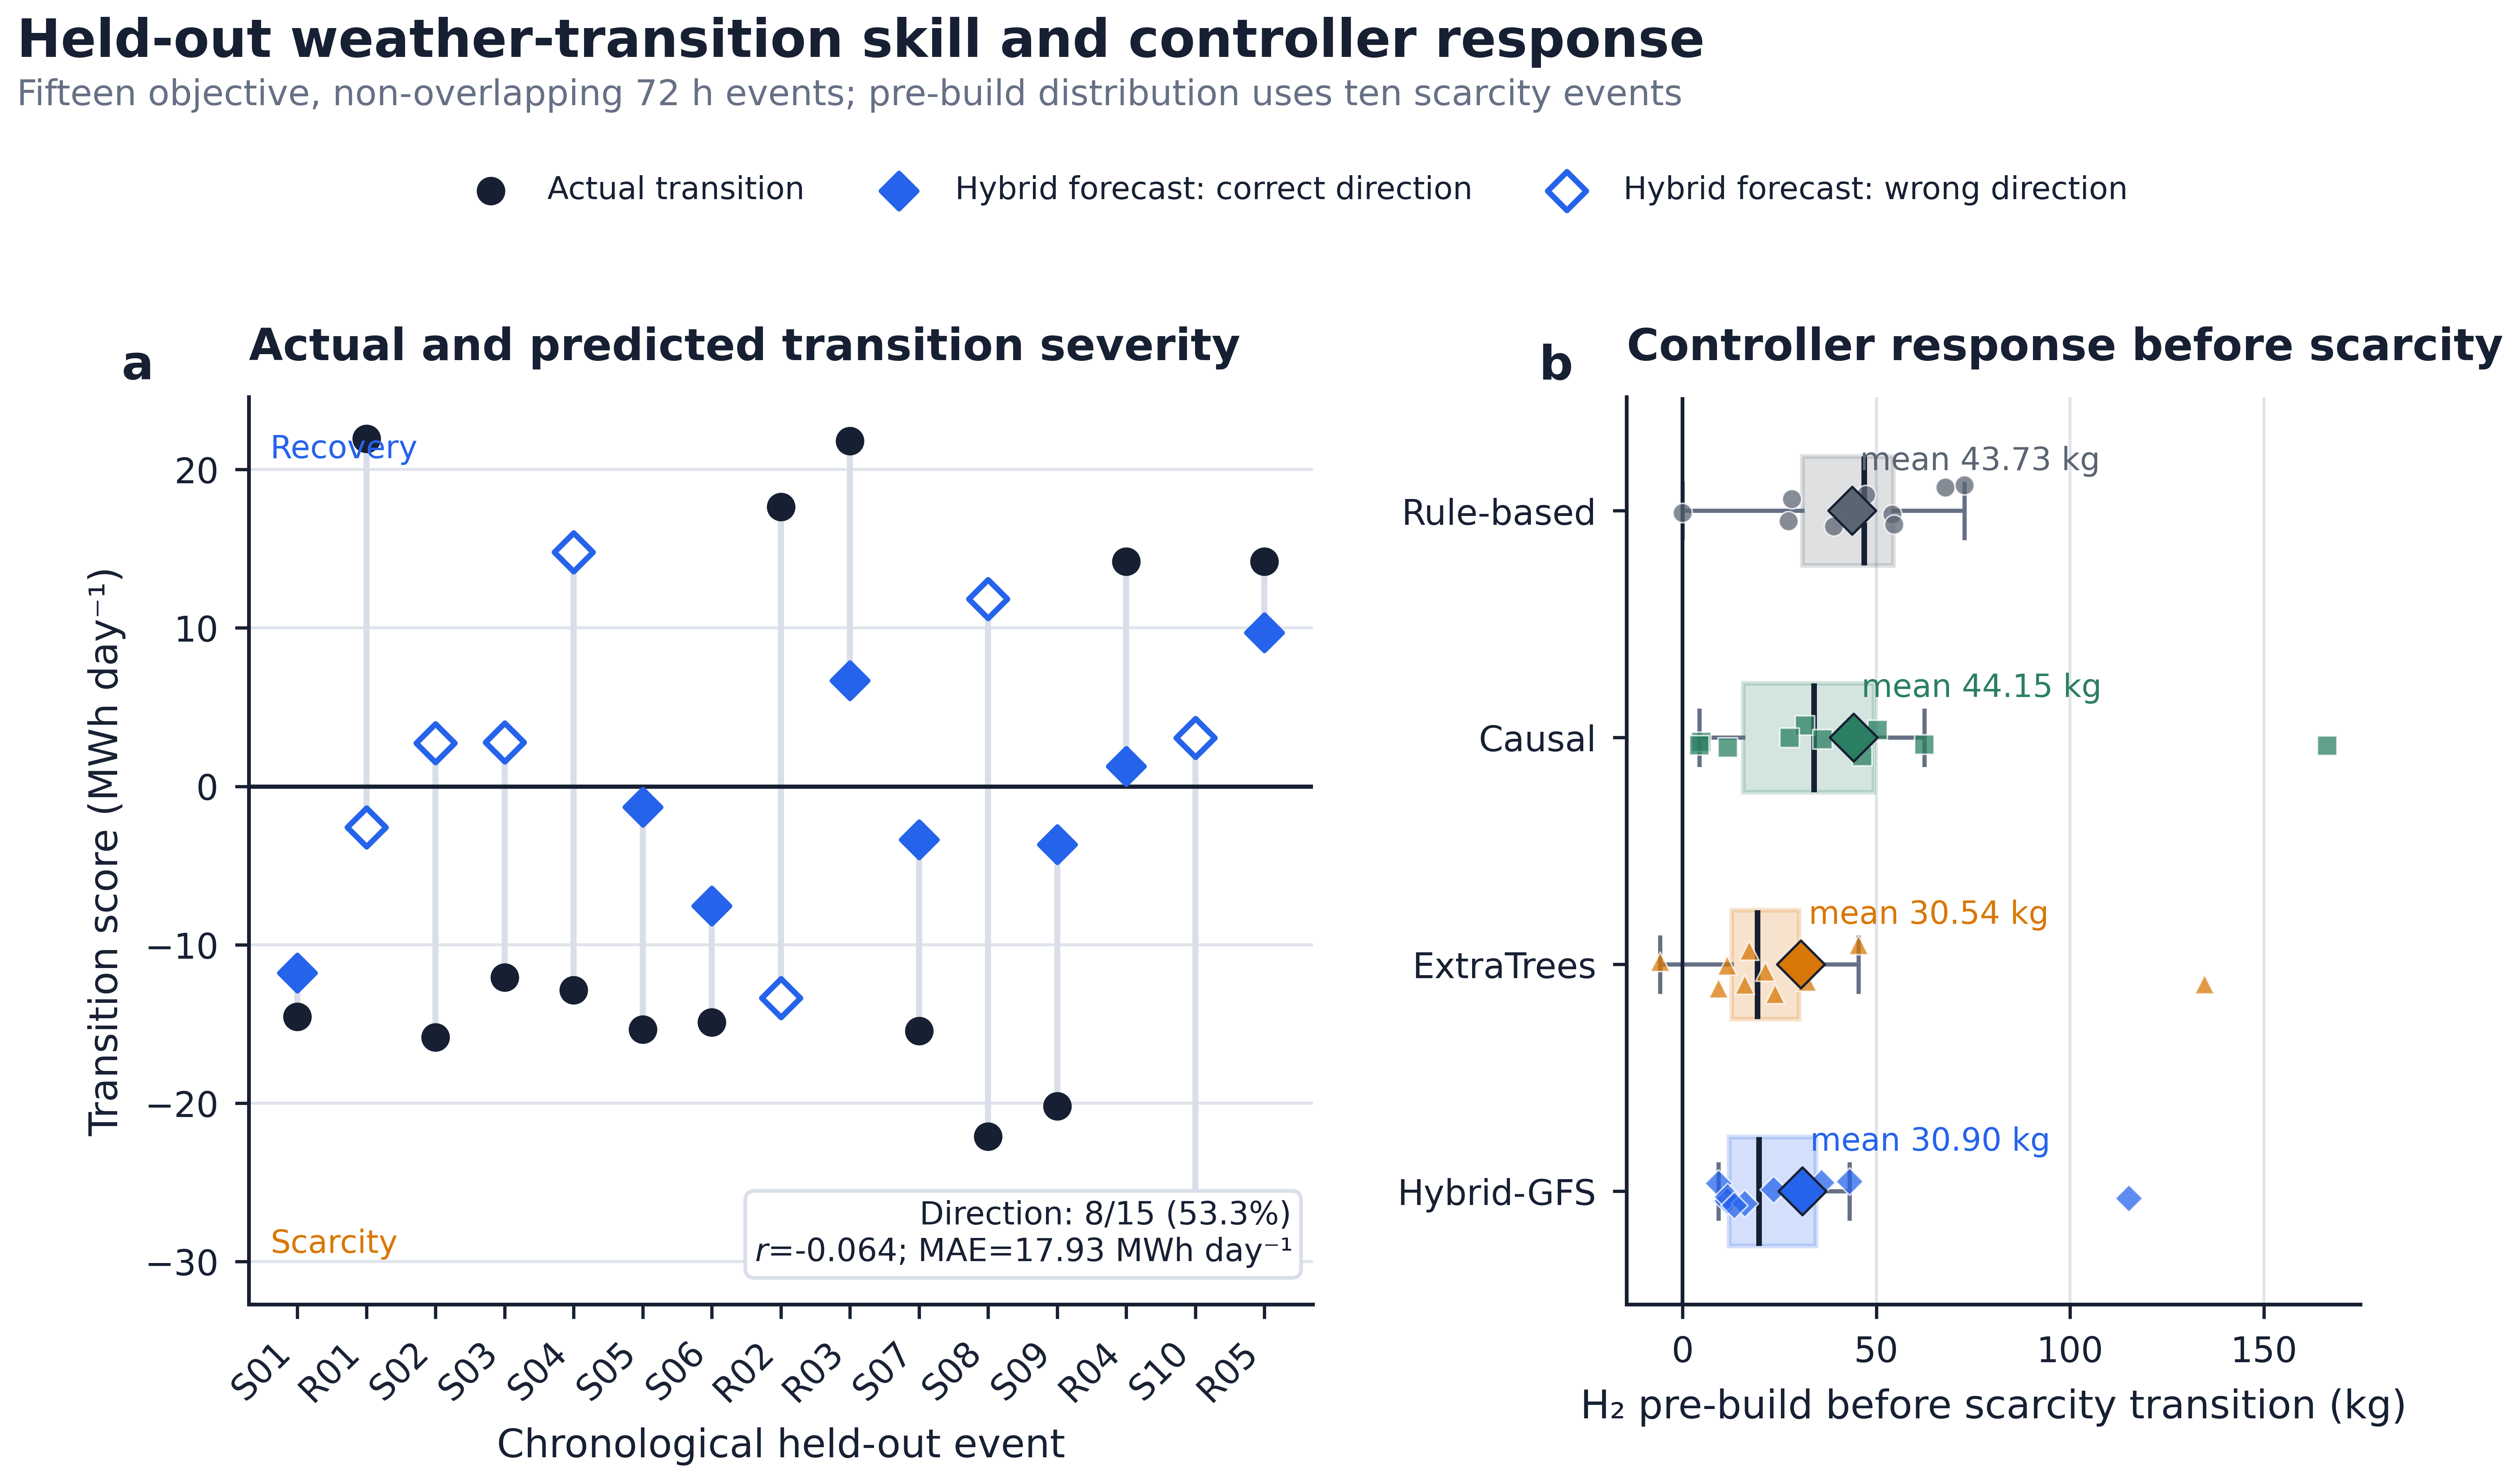 Held-out weather-transition skill and controller response
Fifteen objective, non-overlapping 72 h events; pre-build distribution uses ten scarcity events
Actual transition
Hybrid forecast: correct direction
Hybrid forecast: wrong direction
a
Actual and predicted transition severity
Transition score (MWh day⁻¹)
20
10
0
−10
−20
−30
Recovery
Scarcity
Direction: 8/15 (53.3%)
r=-0.064; MAE=17.93 MWh day⁻¹
S01
R01
S02
S03
S04
S05
S06
R02
R03
S07
S08
S09
R04
S10
R05
Chronological held-out event
b
Controller response before scarcity
Rule-based
mean 43.73 kg
Causal
mean 44.15 kg
ExtraTrees
mean 30.54 kg
Hybrid-GFS
mean 30.90 kg
0
50
100
150
H₂ pre-build before scarcity transition (kg)